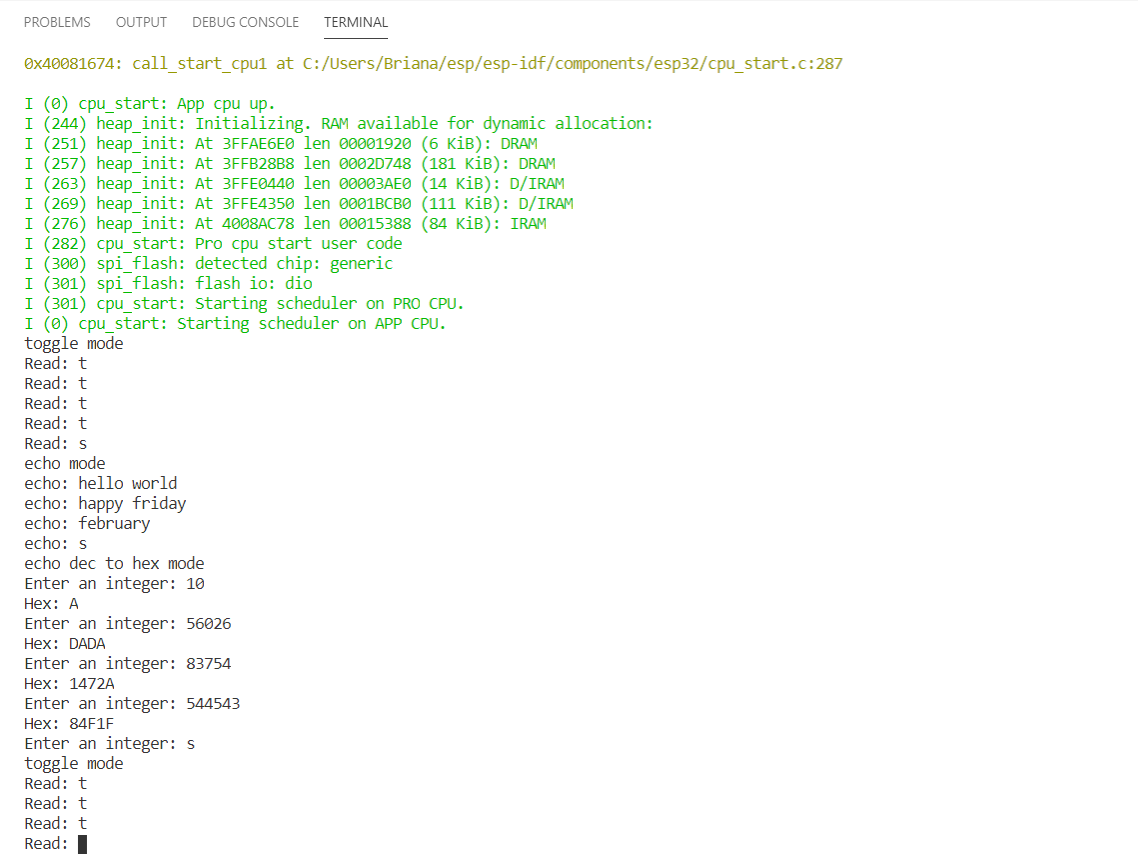 PROBLEMS OUTPUT DEBUG CONSOLE TERMINAL
0x40081674: call_start_cpu1 at C:/Users/Briana/esp/esp-idf/components/esp32/cpu_start.c:287
I (0) cpu_start: App cpu up.
I (244) heap_init: Initializing. RAM available for dynamic allocation:
I (251) heap_init: At 3FFAE6E0 len 00001920 (6 KiB): DRAM
I (257) heap_init: At 3FFB28B8 len 0002D748 (181 KiB): DRAM
I (263) heap_init: At 3FFE0440 len 00003AE0 (14 KiB): D/IRAM
I (269) heap_init: At 3FFE4350 len 0001BCB0 (111 KiB): D/IRAM
I (276) heap_init: At 4008AC78 len 00015388 (84 KiB): IRAM
I (282) cpu_start: Pro cpu start user code
I (300) spi_flash: detected chip: generic
I (301) spi_flash: flash io: dio
I (301) cpu_start: Starting scheduler on PRO CPU.
I (0) cpu_start: Starting scheduler on APP CPU.
toggle mode
Read: t
Read: t
Read: t
Read: t
Read: s
echo mode
echo: hello world
echo: happy friday
echo: february
echo: s
echo dec to hex mode
Enter an integer: 10
Hex: A
Enter an integer: 56026
Hex: DADA
Enter an integer: 83754
Hex: 1472A
Enter an integer: 544543
Hex: 84F1F
Enter an integer: s
toggle mode
Read: t
Read: t
Read: t
Read: